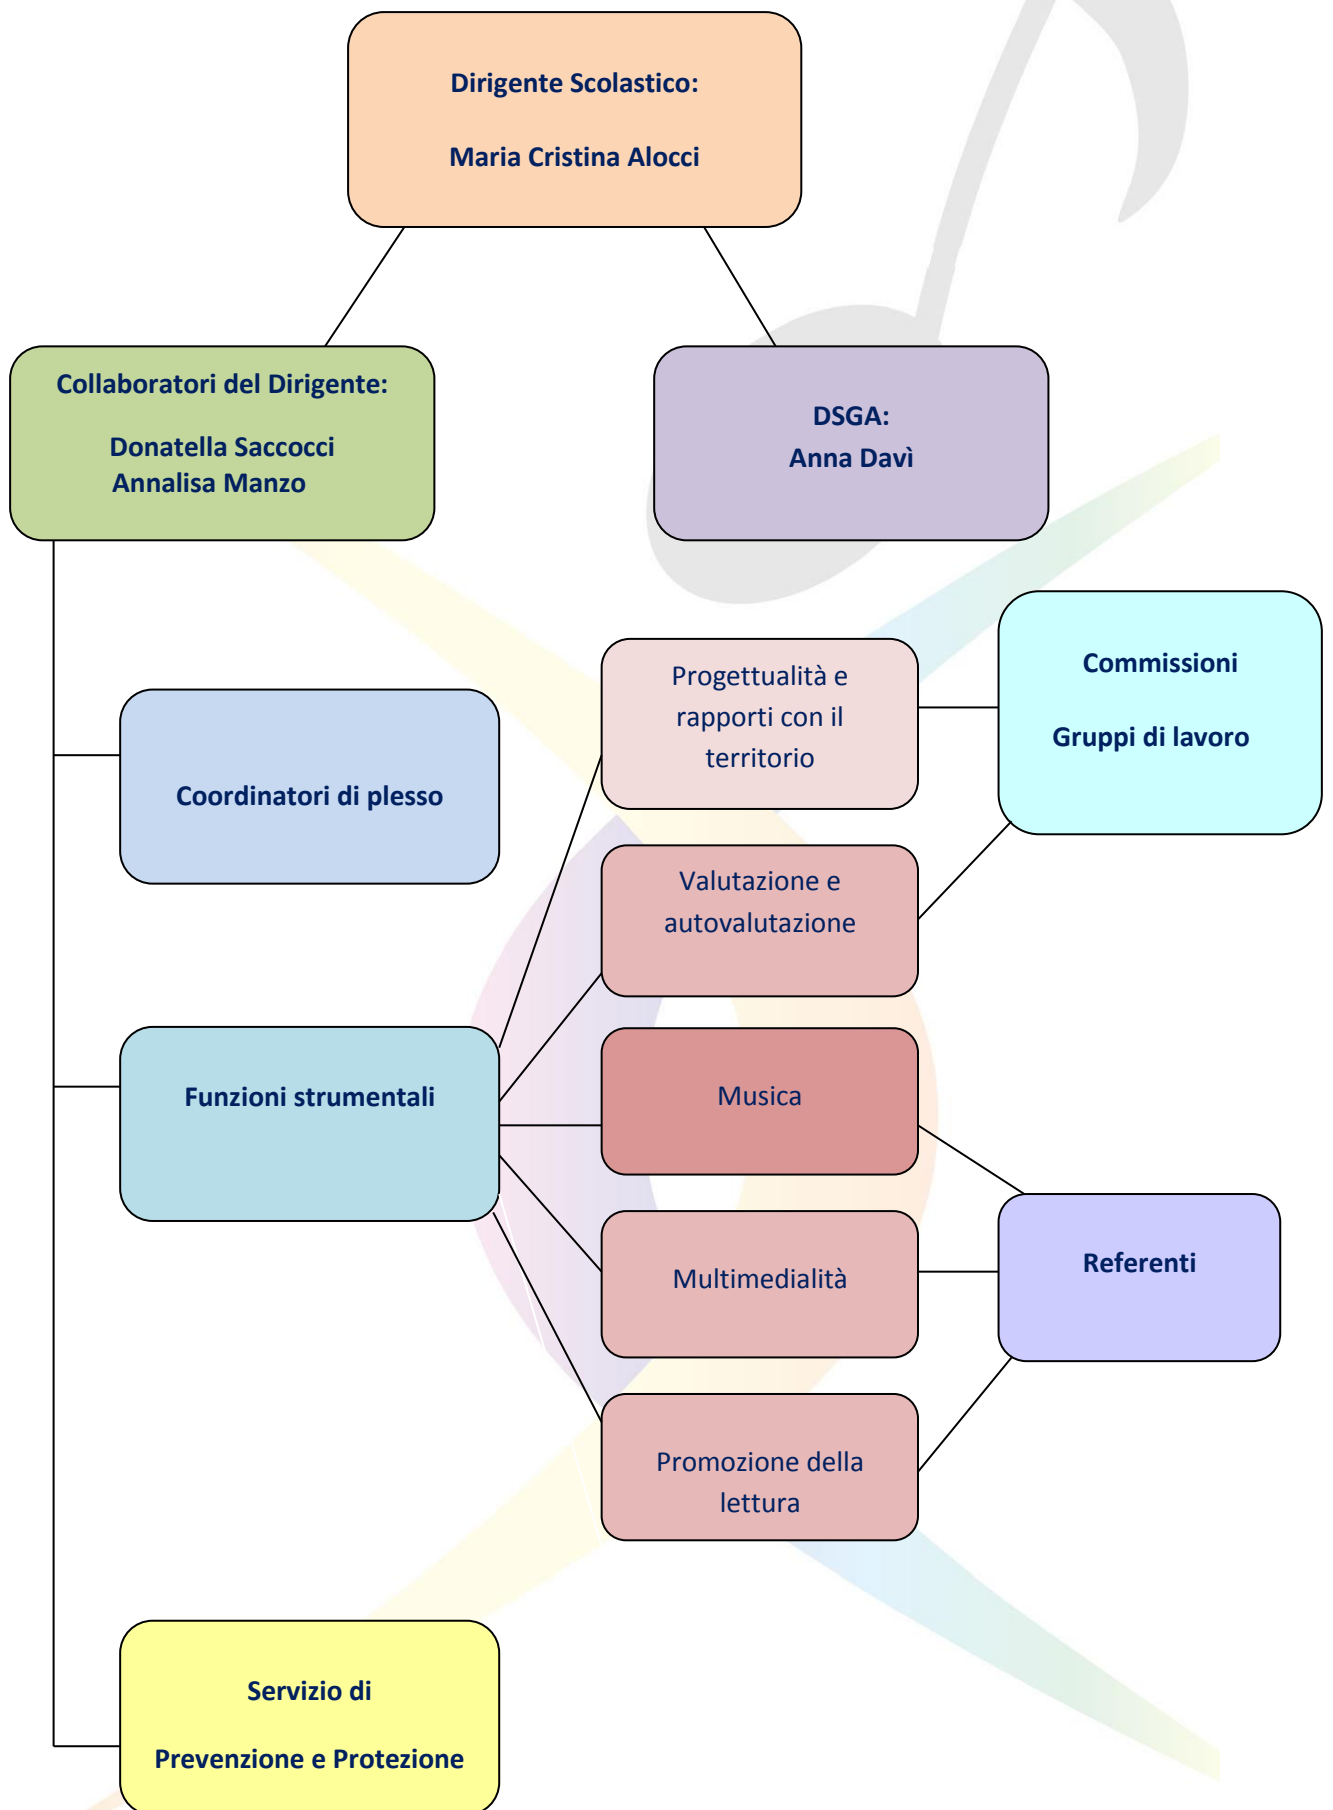 Dirigente Scolastico:
Maria Cristina Alocci
Collaboratori del Dirigente:
Donatella Saccocci
Annalisa Manzo
DSGA:
Anna Davì
Coordinatori di plesso
Funzioni strumentali
Servizio di
Prevenzione e Protezione
Progettualità e
rapporti con il
territorio
Valutazione e
autovalutazione
Musica
Multimedialità
Promozione della
lettura
Commissioni
Gruppi di lavoro
Referenti